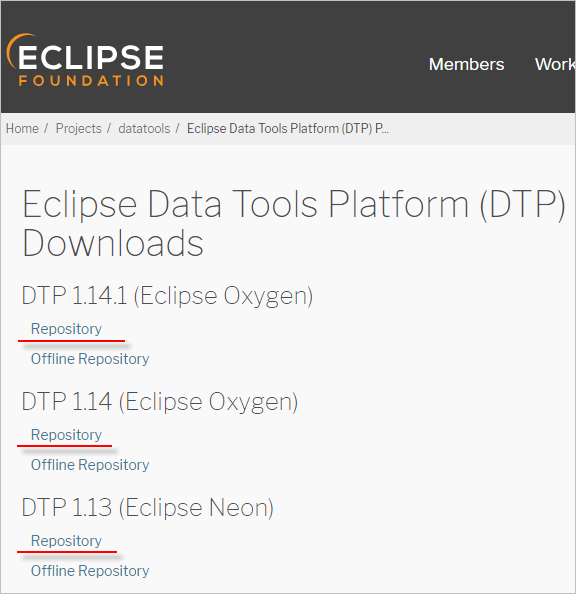 ECLIPSE
FOUNDATION
Members Work
Home / Projects / datatools / Eclipse Data Tools Platform (DTP) P...
Eclipse Data Tools Platform (DTP)
Downloads
DTP 1.14.1 (Eclipse Oxygen)
Repository
Offline Repository
DTP 1.14 (Eclipse Oxygen)
Repository
Offline Repository
DTP 1.13 (Eclipse Neon)
Repository
Offline Repository